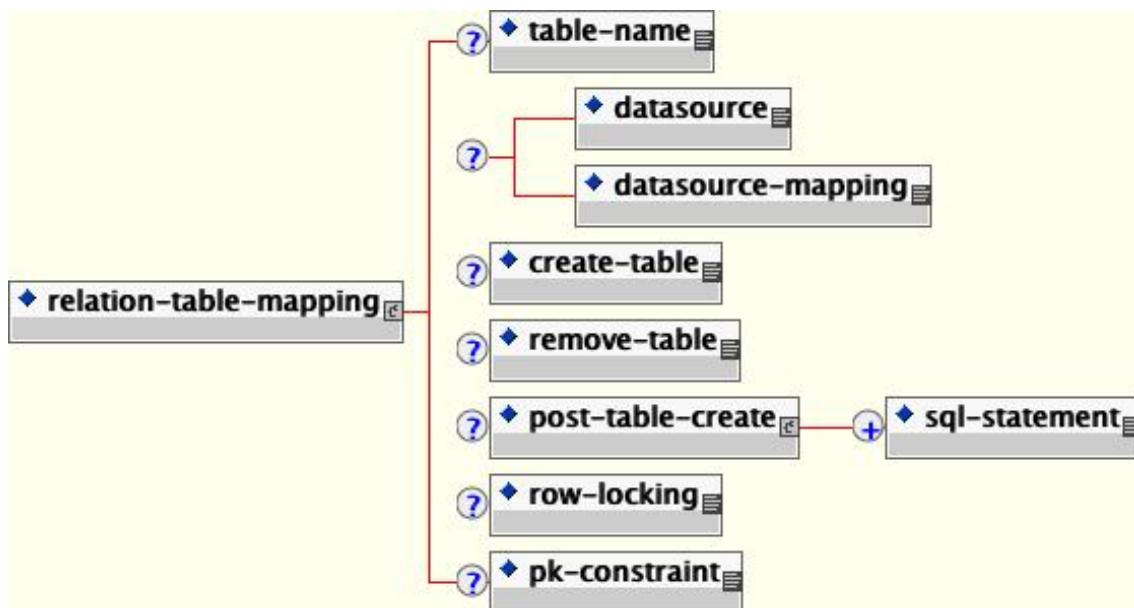 table-name
datasource
datasource-mapping
create-table
relation-table-mapping
remove-table
post-table-create
sql-statement
row-locking
pk-constraint